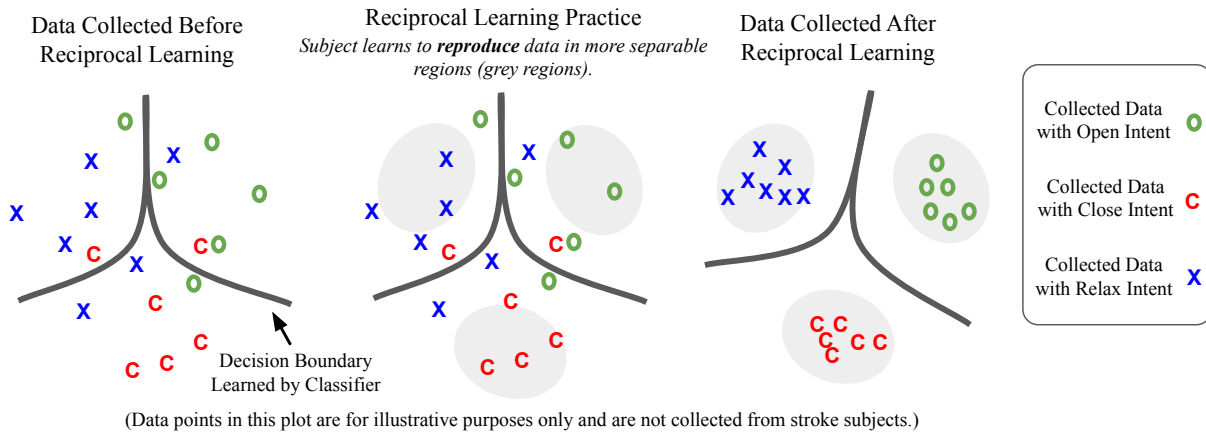 Data Collected Before
Reciprocal Learning
Reciprocal Learning Practice
Subject learns to reproduce data in more separable
regions (grey regions).
Data Collected After
Reciprocal Learning
Collected Data
with Open Intent
Collected Data
with Close Intent
Collected Data
with Relax Intent
Decision Boundary
Learned by Classifier
(Data points in this plot are for illustrative purposes only and are not collected from stroke subjects.)